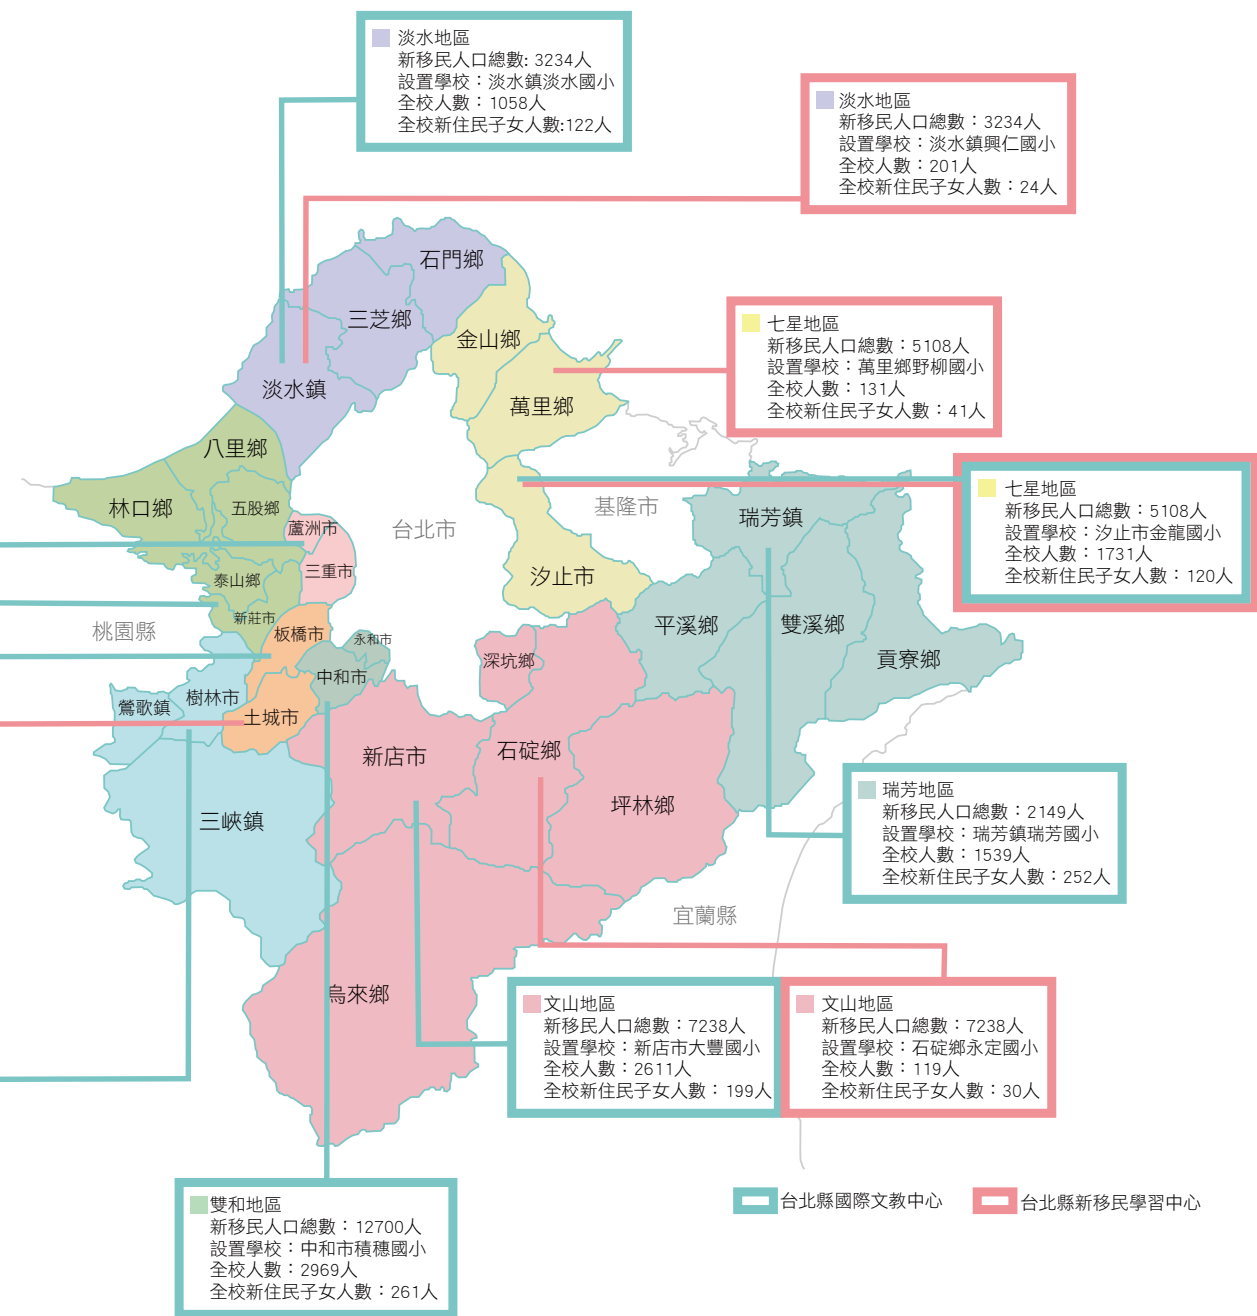 淡水地區
新移民人口總數: 3234人
設置學校：淡水鎮淡水國小
全校人數：1058人
全校新住民子女人數:122人
淡水地區
新移民人口總數：3234人
設置學校：淡水鎮興仁國小
全校人數：201人
全校新住民子女人數：24人
石門鄉
三芝鄉
金山鄉
淡水鎮
萬里鄉
七星地區
新移民人口總數：5108人
設置學校：萬里鄉野柳國小
全校人數：131人
全校新住民子女人數：41人
八里鄉
林口鄉
五股鄉
蘆洲市
台北市
基隆市
瑞芳鎮
七星地區
新移民人口總數：5108人
設置學校：汐止市金龍國小
全校人數：1731人
全校新住民子女人數：120人
泰山鄉
三重市
汐止市
新莊市
桃園縣
板橋市
永和市
平溪鄉
雙溪鄉
貢寮鄉
深坑鄉
中和市
樹林市
鶯歌鎮
土城市
新店市
石碇鄉
坪林鄉
三峽鎮
瑞芳地區
新移民人口總數：2149人
設置學校：瑞芳鎮瑞芳國小
全校人數：1539人
全校新住民子女人數：252人
宜蘭縣
烏來鄉
文山地區
新移民人口總數：7238人
設置學校：新店市大豐國小
全校人數：2611人
全校新住民子女人數：199人
文山地區
新移民人口總數：7238人
設置學校：石碇鄉永定國小
全校人數：119人
全校新住民子女人數：30人
雙和地區
新移民人口總數：12700人
設置學校：中和市積穗國小
全校人數：2969人
全校新住民子女人數：261人
台北縣國際文教中心
台北縣新移民學習中心